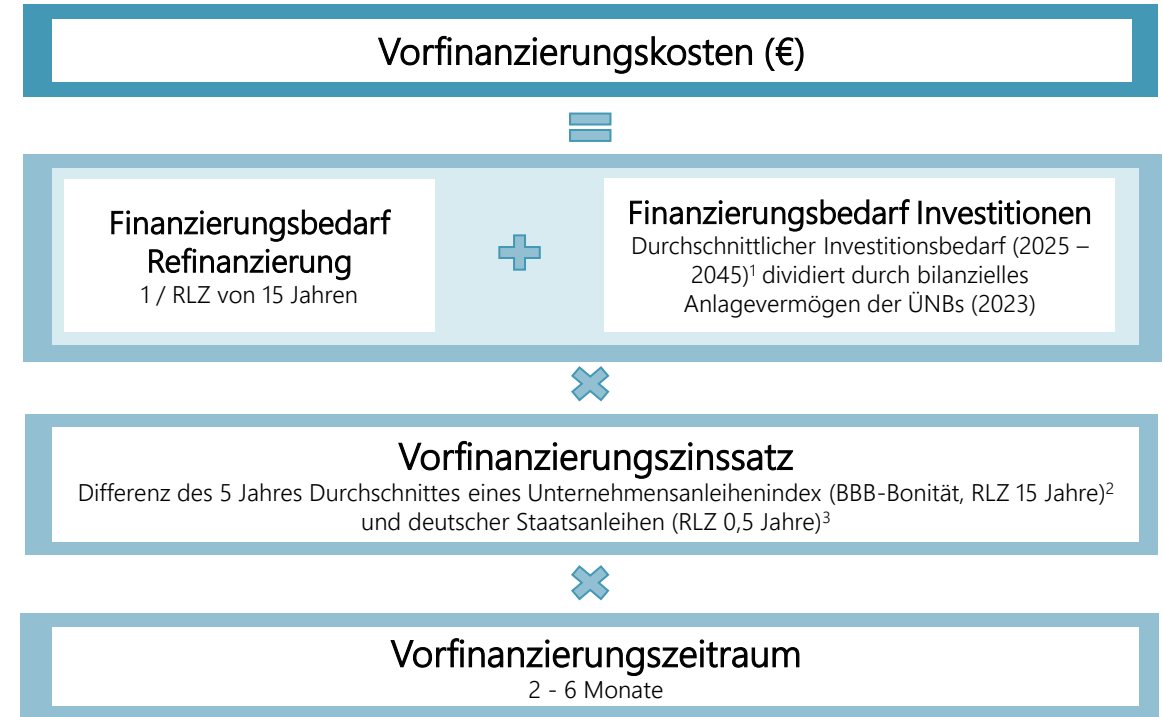 Vorfinanzierungskosten (€)
Finanzierungsbedarf
Refinanzierung
1 / RLZ von 15 Jahren
Finanzierungsbedarf Investitionen
Durchschnittlicher Investitionsbedarf (2025 –
2045)¹ dividiert durch bilanzielles
Anlagevermögen der ÜNBs (2023)
Vorfinanzierungszinssatz
Differenz des 5 Jahres Durchschnittes eines Unternehmensanleihenindex (BBB-Bonität, RLZ 15 Jahre)²
und deutscher Staatsanleihen (RLZ 0,5 Jahre)³
Vorfinanzierungszeitraum
2 - 6 Monate